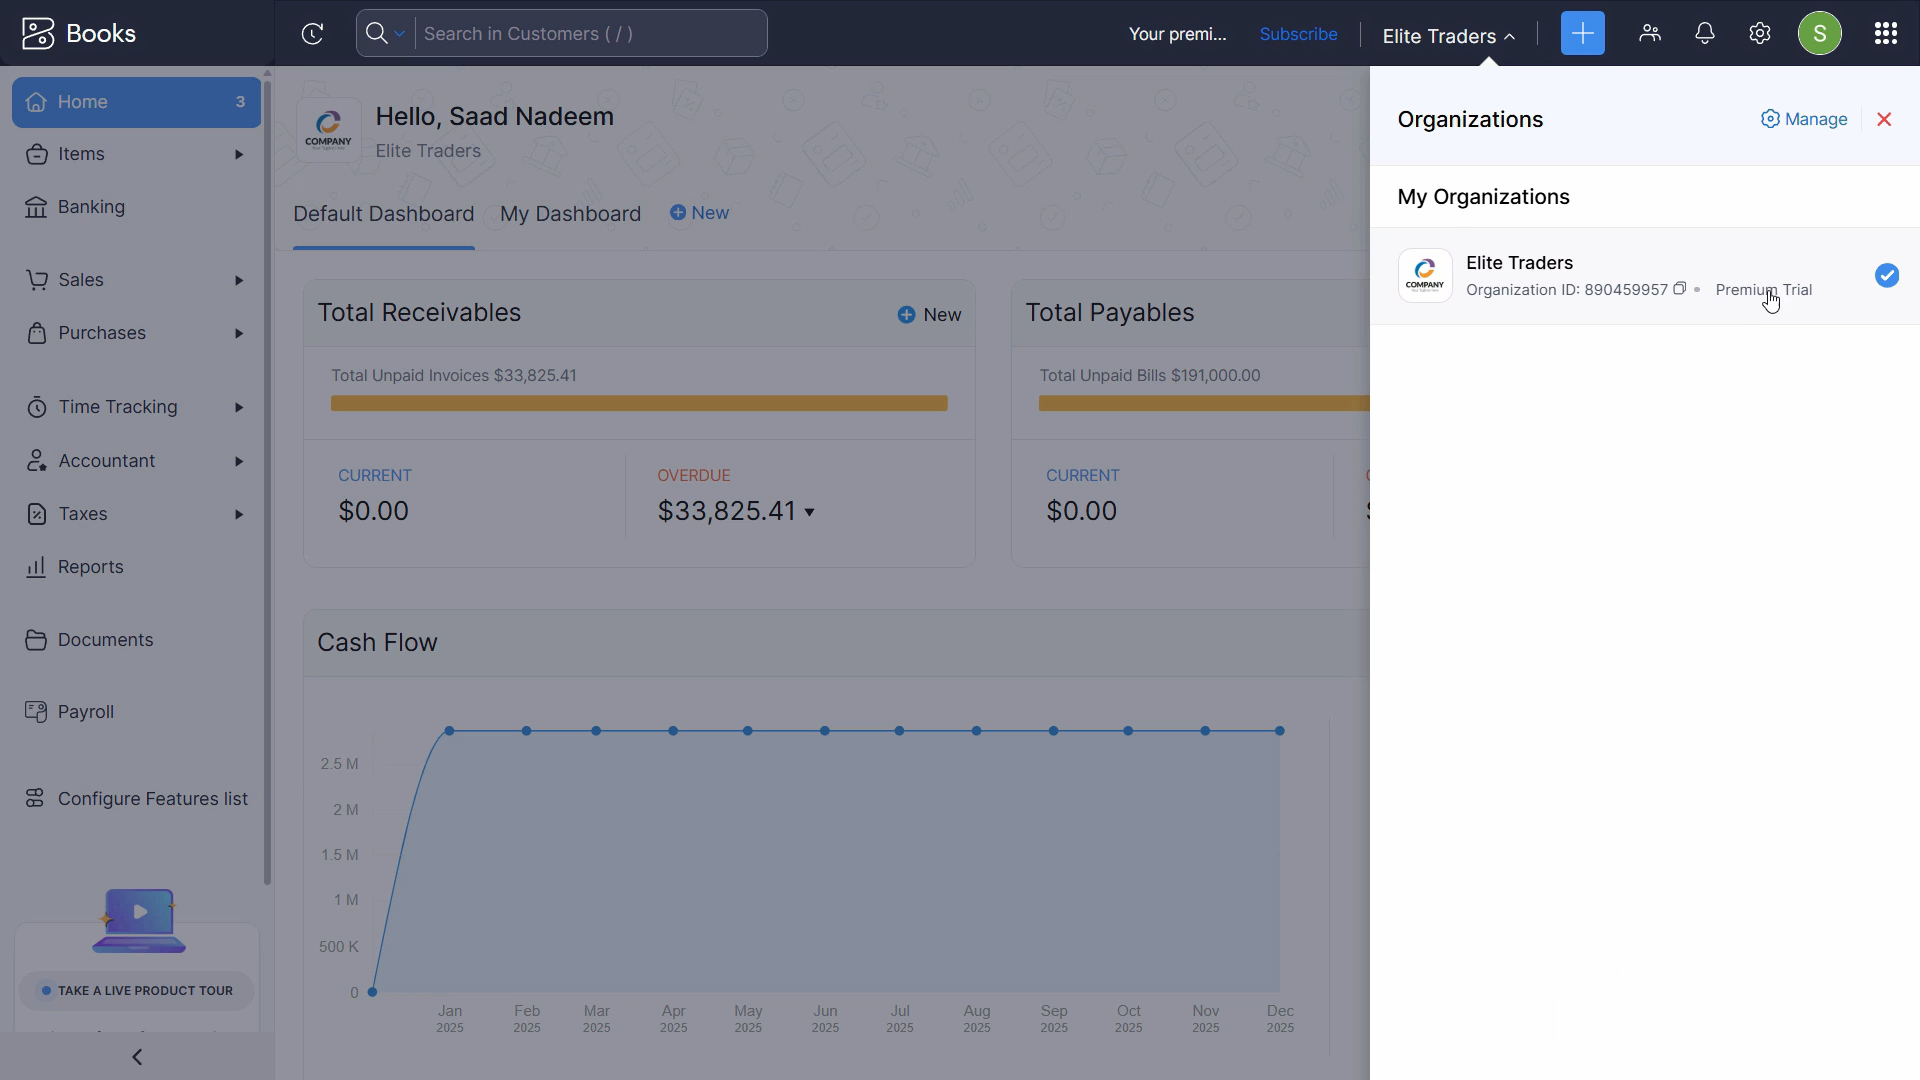 Books
Search in Customers ( / )
Your premi...
Subscribe
Elite Traders
S
Home 3
Items
Banking
Sales
Purchases
Time Tracking
Accountant
Taxes
Reports
Documents
Payroll
Configure Features list
TAKE A LIVE PRODUCT TOUR
COMPANY
Hello, Saad Nadeem
Elite Traders
Default Dashboard
My Dashboard
New
Total Receivables
New
Total Unpaid Invoices $33,825.41
CURRENT
$0.00
OVERDUE
$33,825.41
Total Payables
Total Unpaid Bills $191,000.00
CURRENT
$0.00
Cash Flow
2.5 M
2 M
1.5 M
1 M
500 K
0
Jan 2025
Feb 2025
Mar 2025
Apr 2025
May 2025
Jun 2025
Jul 2025
Aug 2025
Sep 2025
Oct 2025
Nov 2025
Dec 2025
Organizations
Manage
My Organizations
COMPANY
Elite Traders
Organization ID: 890459957 • Premium Trial